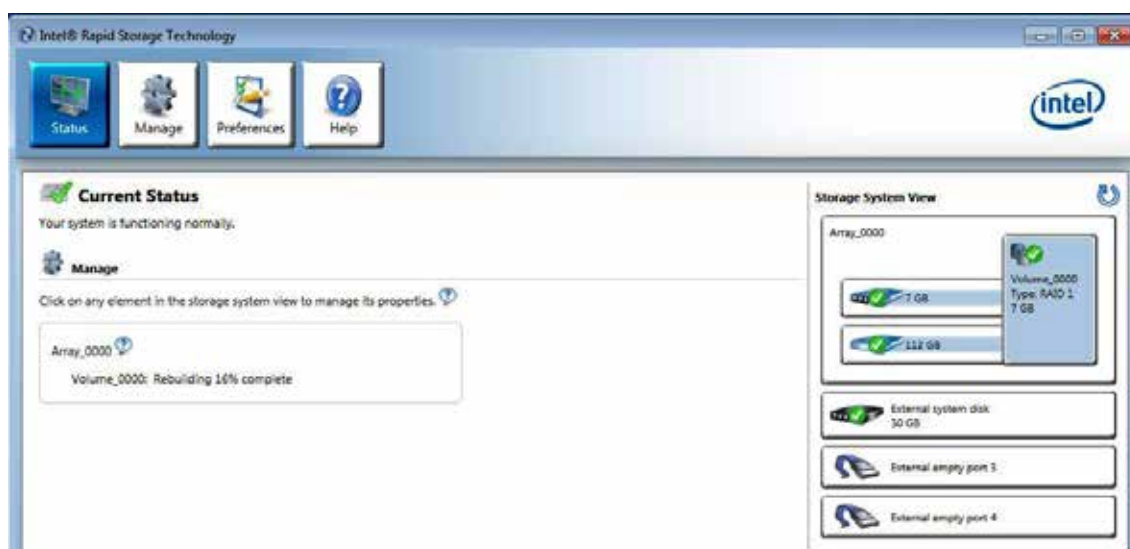 Intel® Rapid Storage Technology
Status
Manage
Preferences
Help
intel
Current Status
Your system is functioning normally.
Manage
Click on any element in the storage system view to manage its properties.
Array_0000
Volume_0000: Rebuilding 16% complete
Storage System View
Array_0000
Volume_0000
Type: RAID 1
7 GB
7 GB
112 GB
External system disk
30 GB
External empty port 3
External empty port 4